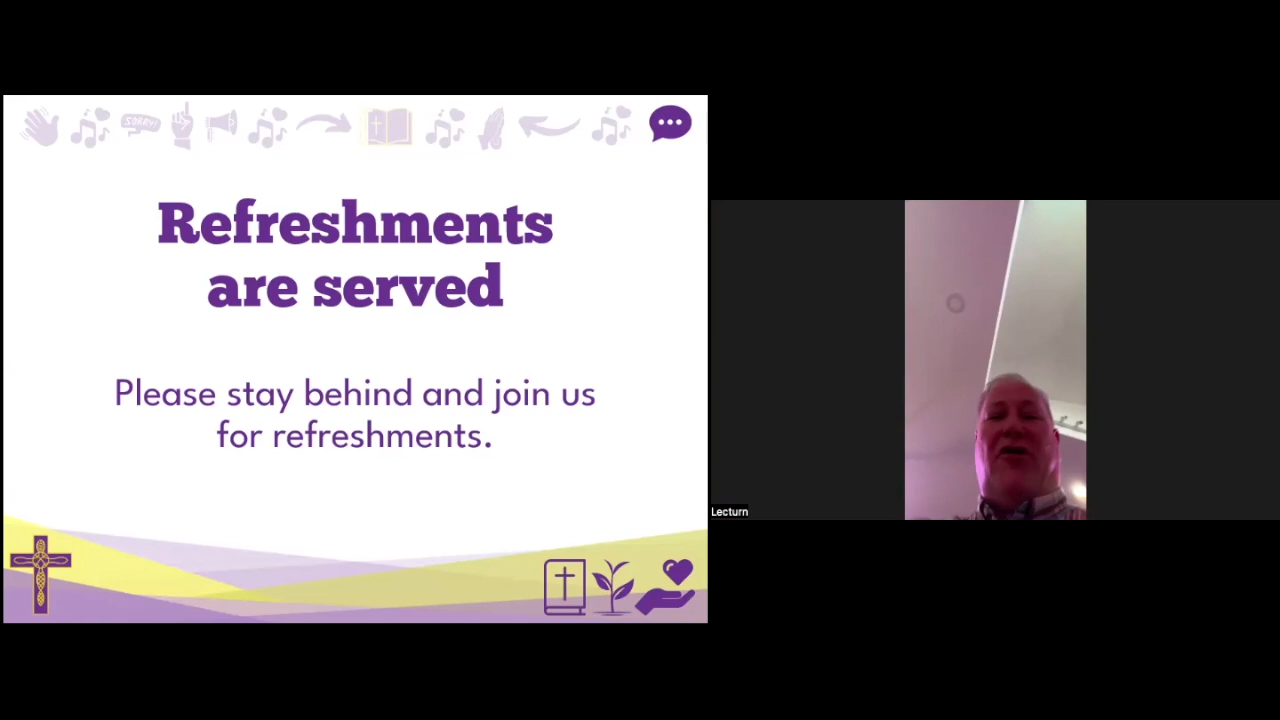 SORRY!
Refreshments
are served
Please stay behind and join us
for refreshments.
Lecturn